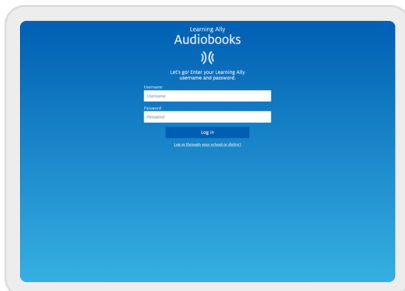 Learning Ally
Audiobooks
Let's go! Enter your Learning Ally
username and password.
Username
Username
Password
Password
Log in
Log in through your school or district